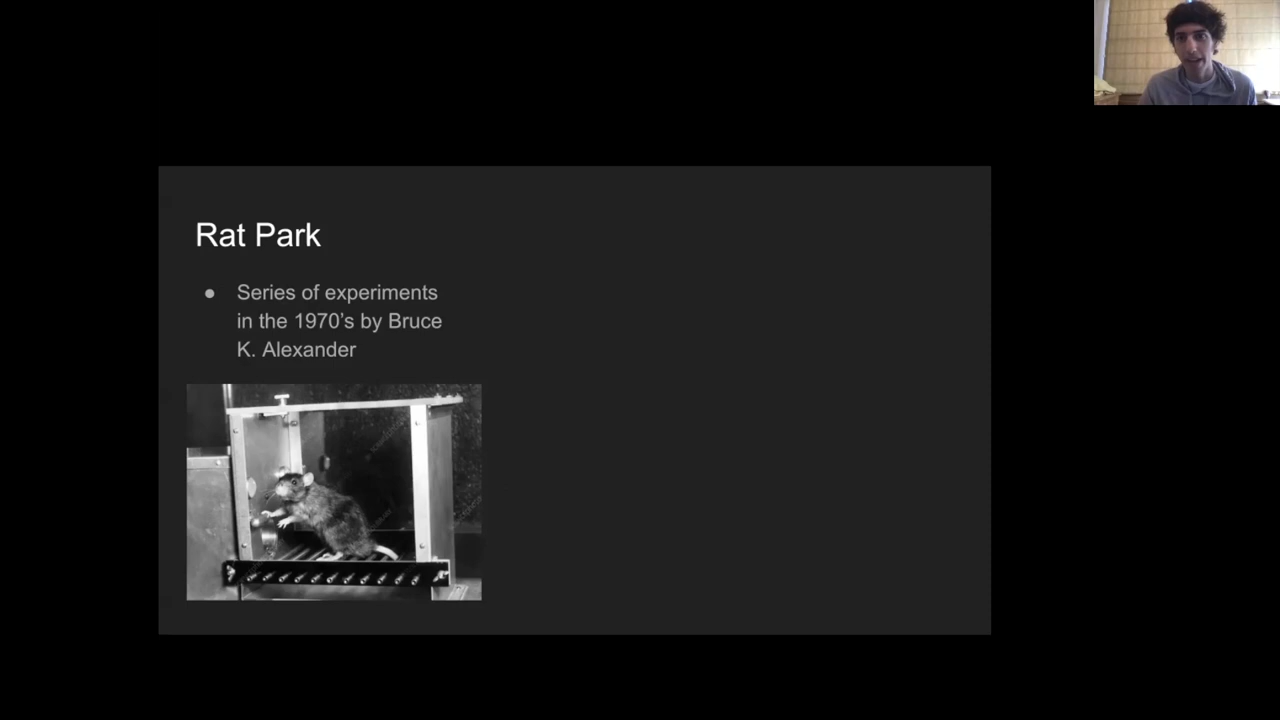 Rat Park
● Series of experiments
in the 1970's by Bruce
K. Alexander